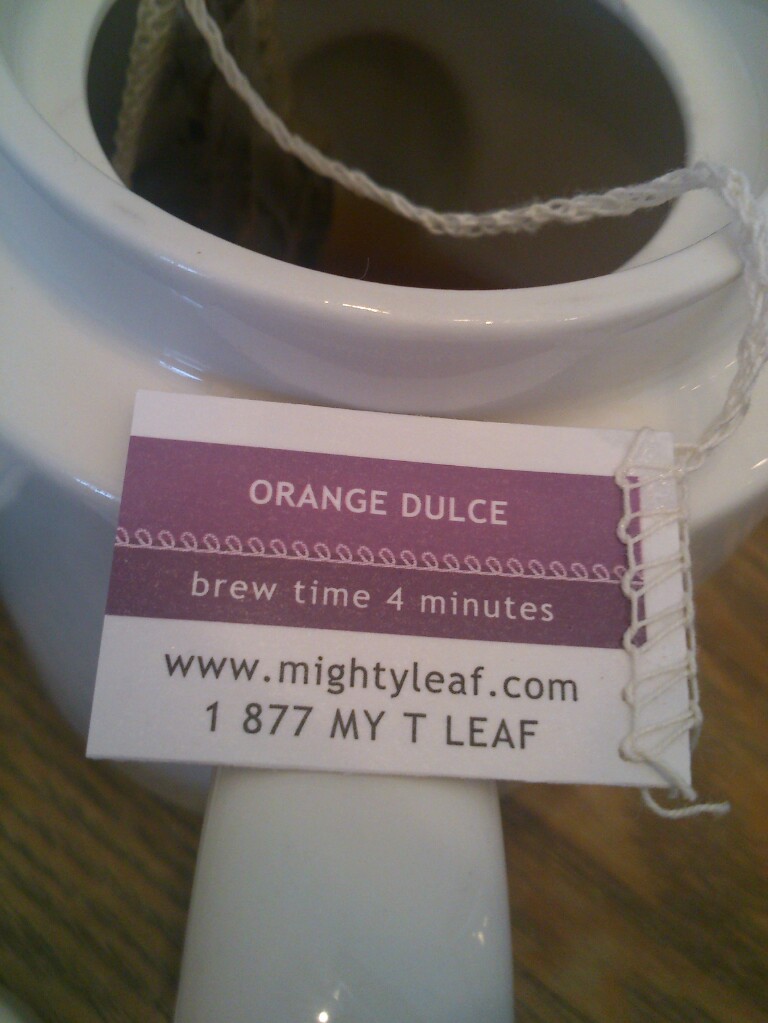 ORANGE DULCE
brew time 4 minutes
www.mightyleaf.com
1 877 MY T LEAF